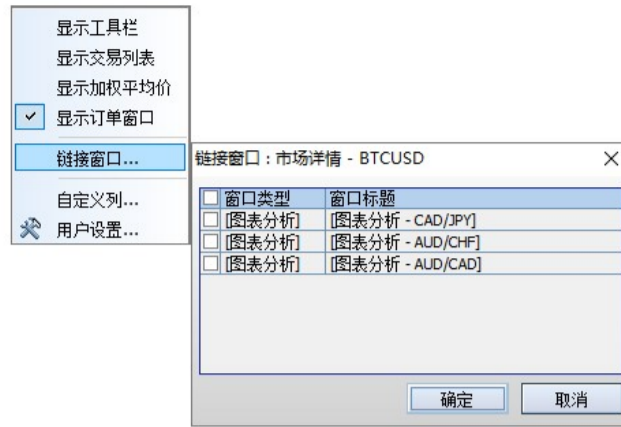 显示工具栏
显示交易列表
显示加权平均价
显示订单窗口
链接窗口...
自定义列...
用户设置...
链接窗口：市场详情 - BTCUSD
窗口类型 窗口标题
[图表分析] [图表分析 - CAD/JPY]
[图表分析] [图表分析 - AUD/CHF]
[图表分析] [图表分析 - AUD/CAD]
确定 取消